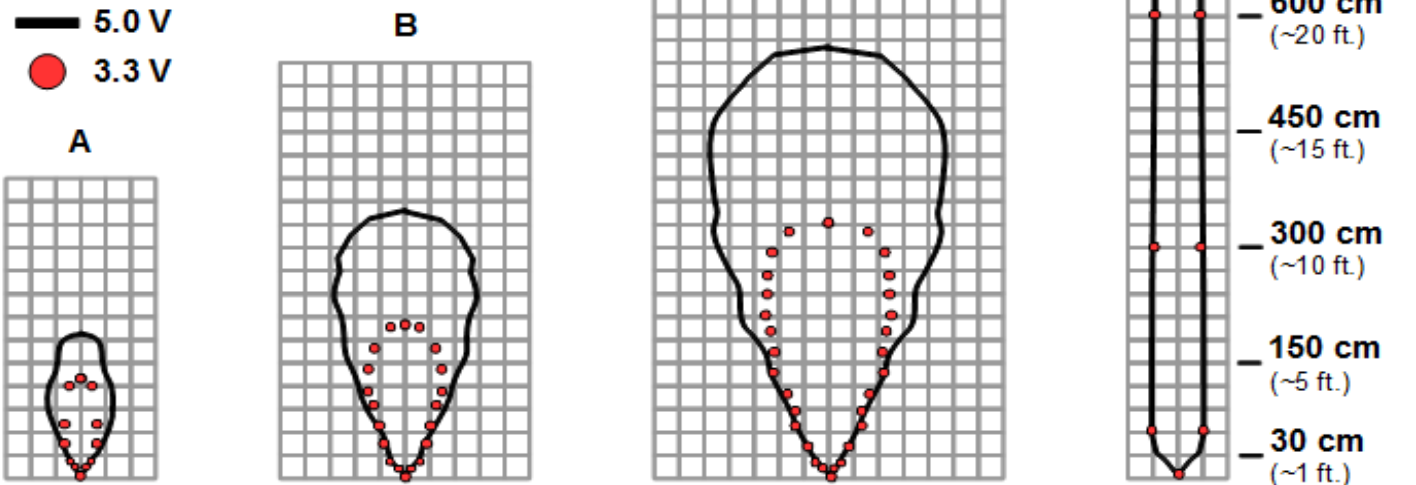 5.0 V
3.3 V
A
B
600 cm
(~20 ft.)
450 cm
(~15 ft.)
300 cm
(~10 ft.)
150 cm
(~5 ft.)
30 cm
(~1 ft.)